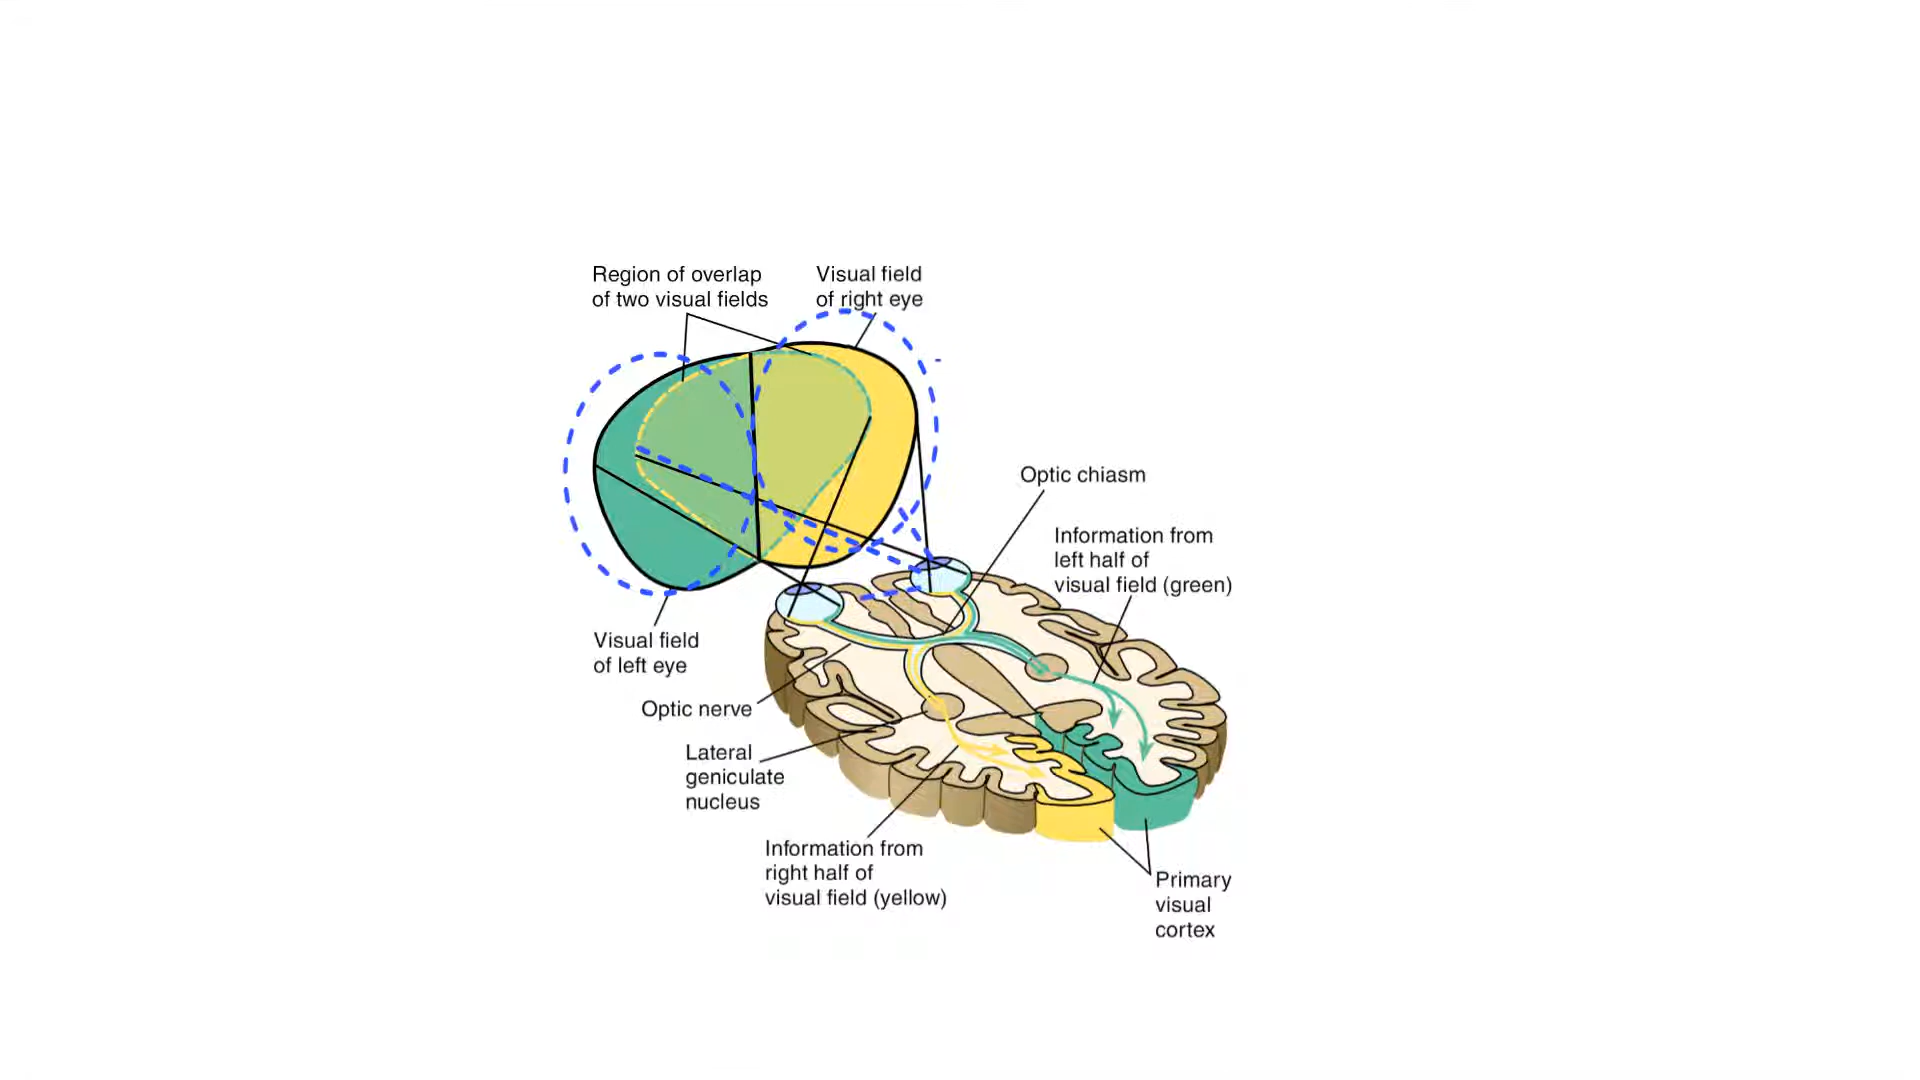 Region of overlap
of two visual fields
Visual field
of right eye
Optic chiasm
Information from
left half of
visual field (green)
Visual field
of left eye
Optic nerve
Lateral
geniculate
nucleus
Information from
right half of
visual field (yellow)
Primary
visual
cortex